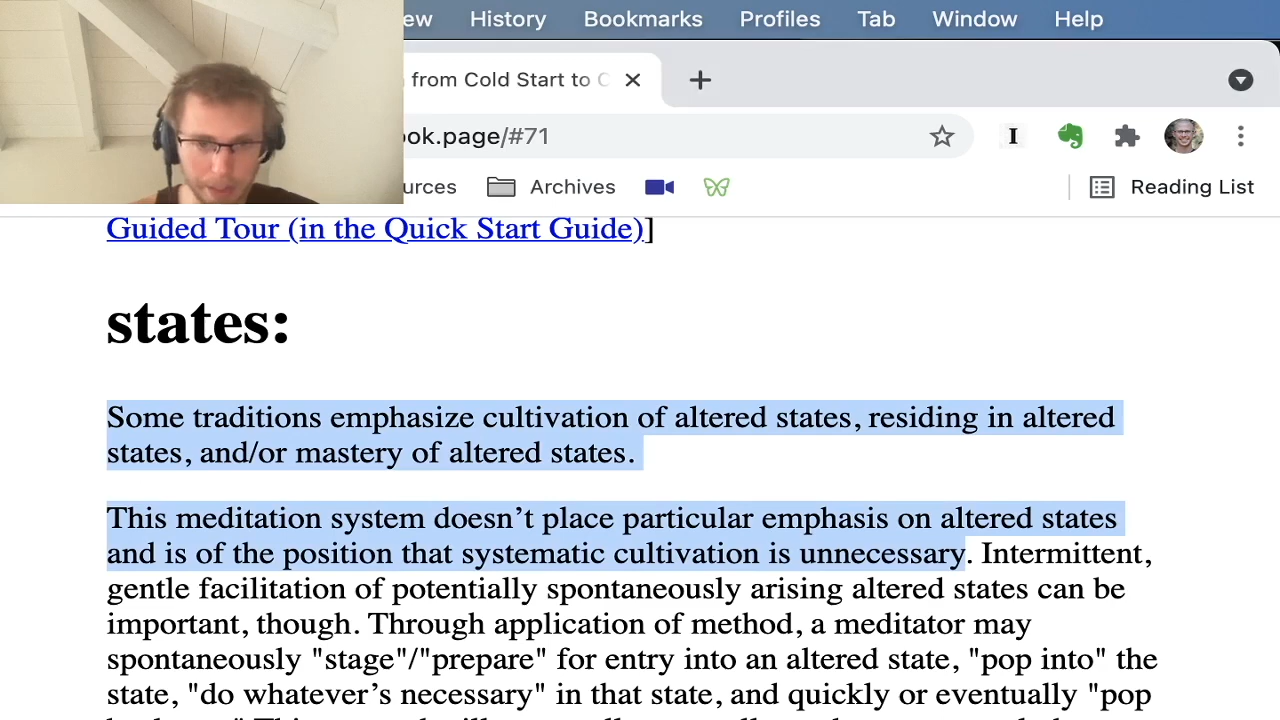 ew History Bookmarks Profiles Tab Window Help
from Cold Start to
ook.page/#71
urces Archives Reading List
Guided Tour (in the Quick Start Guide)]
states:
Some traditions emphasize cultivation of altered states, residing in altered
states, and/or mastery of altered states.
This meditation system doesn’t place particular emphasis on altered states
and is of the position that systematic cultivation is unnecessary. Intermittent,
gentle facilitation of potentially spontaneously arising altered states can be
important, though. Through application of method, a meditator may
spontaneously "stage"/"prepare" for entry into an altered state, "pop into" the
state, "do whatever’s necessary" in that state, and quickly or eventually "pop